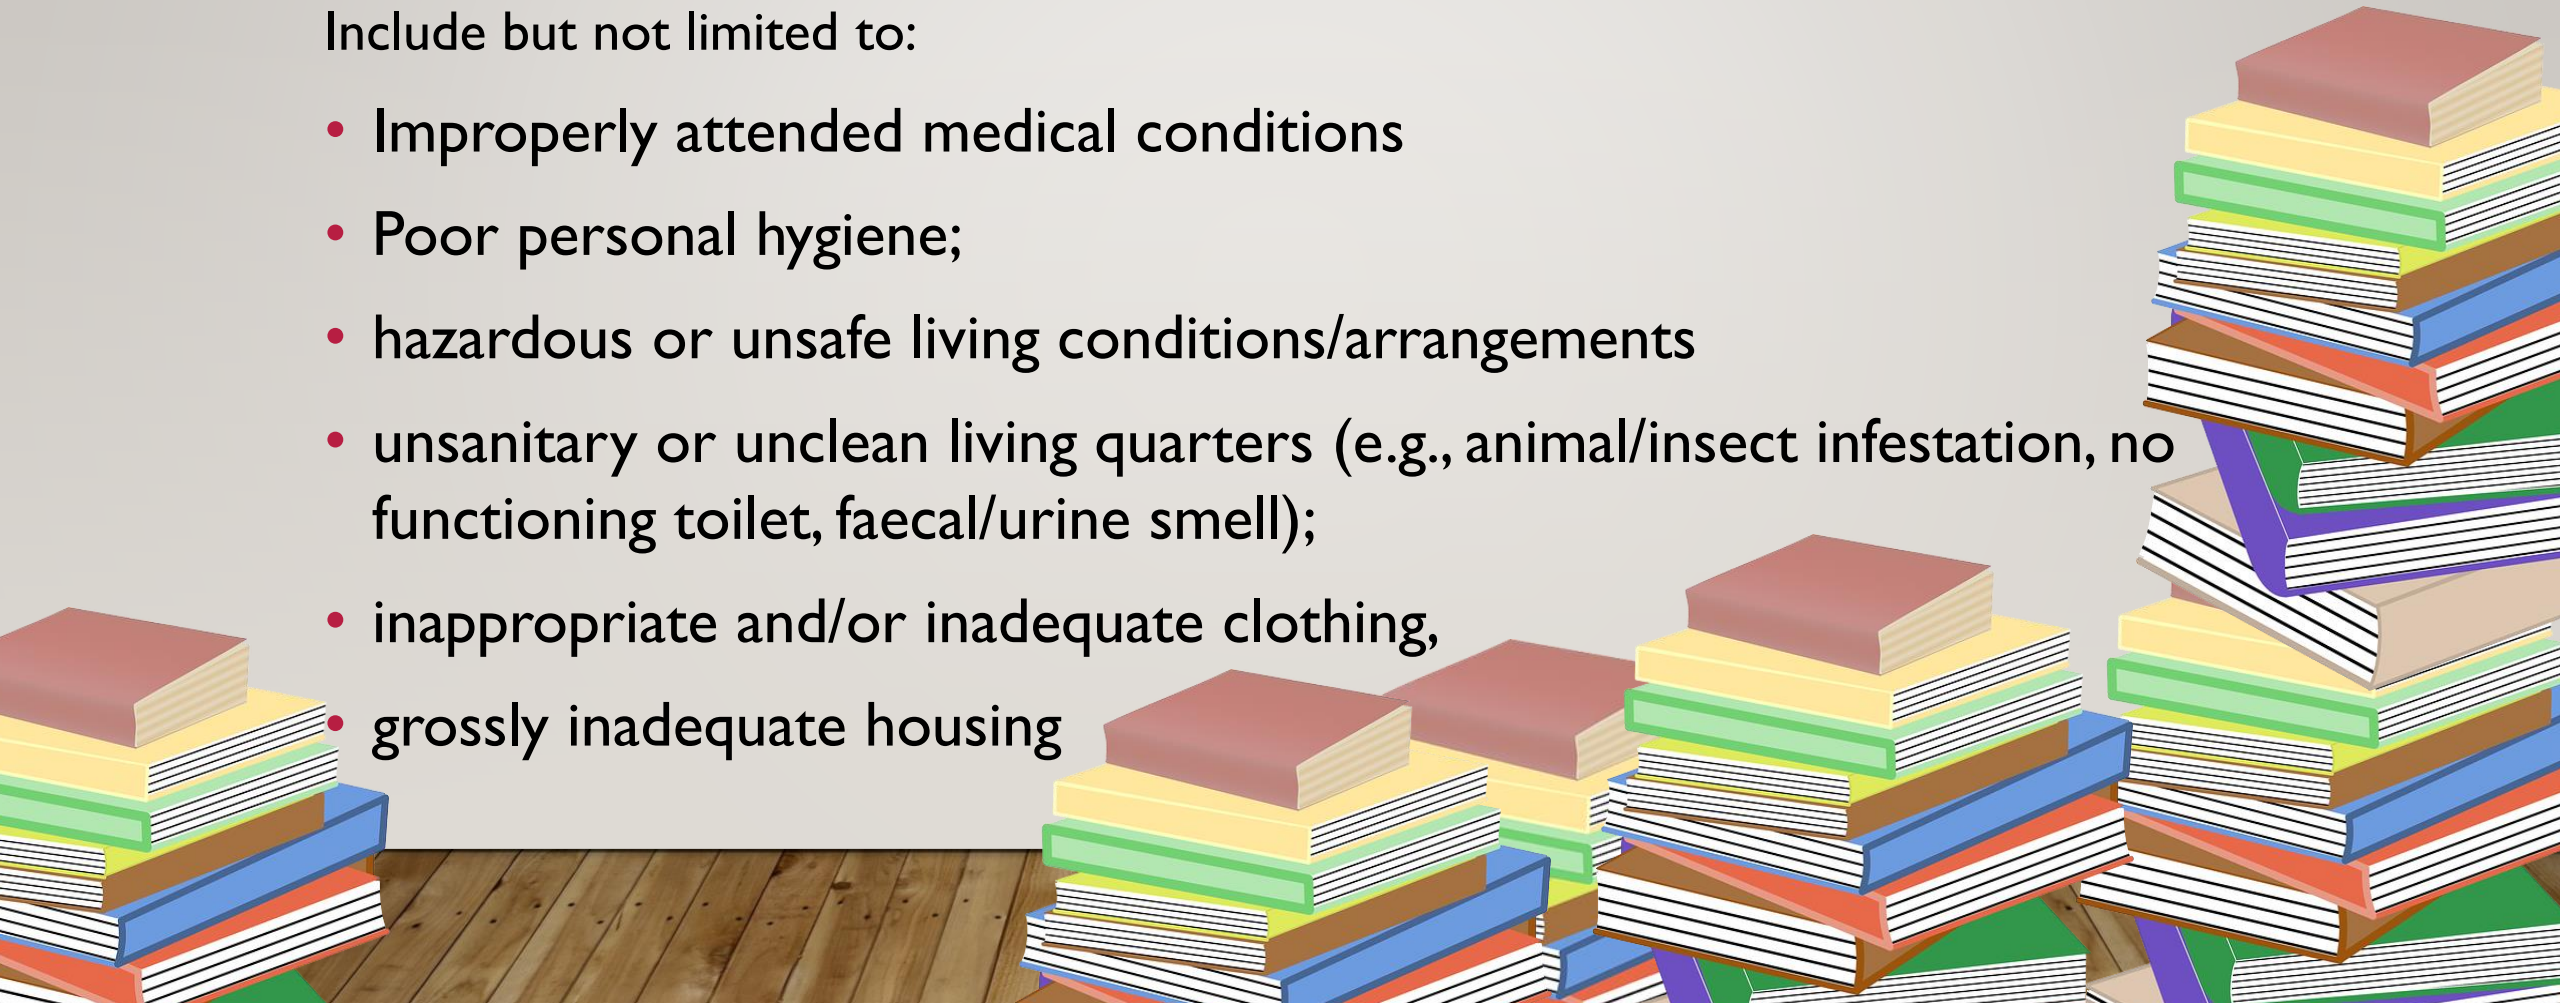 Include but not limited to:
• Improperly attended medical conditions
• Poor personal hygiene;
• hazardous or unsafe living conditions/arrangements
• unsanitary or unclean living quarters (e.g., animal/insect infestation, no
functioning toilet, faecal/urine smell);
• inappropriate and/or inadequate clothing,
• grossly inadequate housing